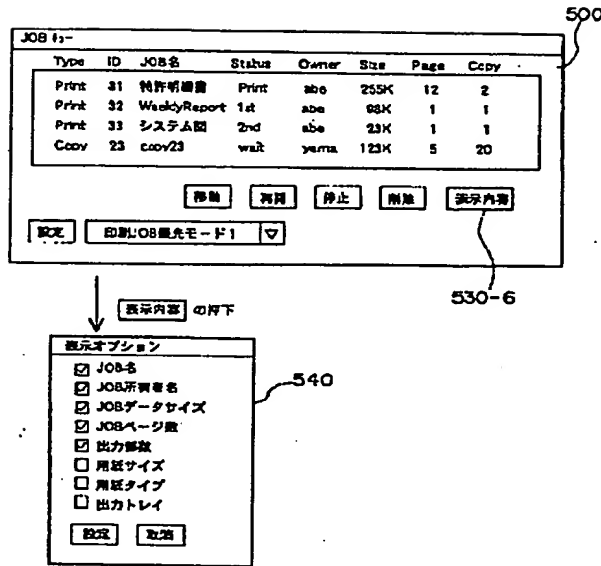 500
JOB ｷｭｰ
Type ID JOB名 Status Owner Size Page Copy
Print 31 特許明細書 Print abe 255K 12 2
Print 32 WeeklyReport 1st abe 98K 1 1
Print 33 システム図 2nd abe 23K 1 1
Copy 23 copy23 wait yama 123K 5 20
移動 再開 停止 削除 表示内容
設定 印刷JOB優先モード1
530-6
表示内容 の押下
表示オプション
540
JOB名
JOB所有者名
JOBデータサイズ
JOBページ数
出力部数
用紙サイズ
用紙タイプ
出力トレイ
設定 取消